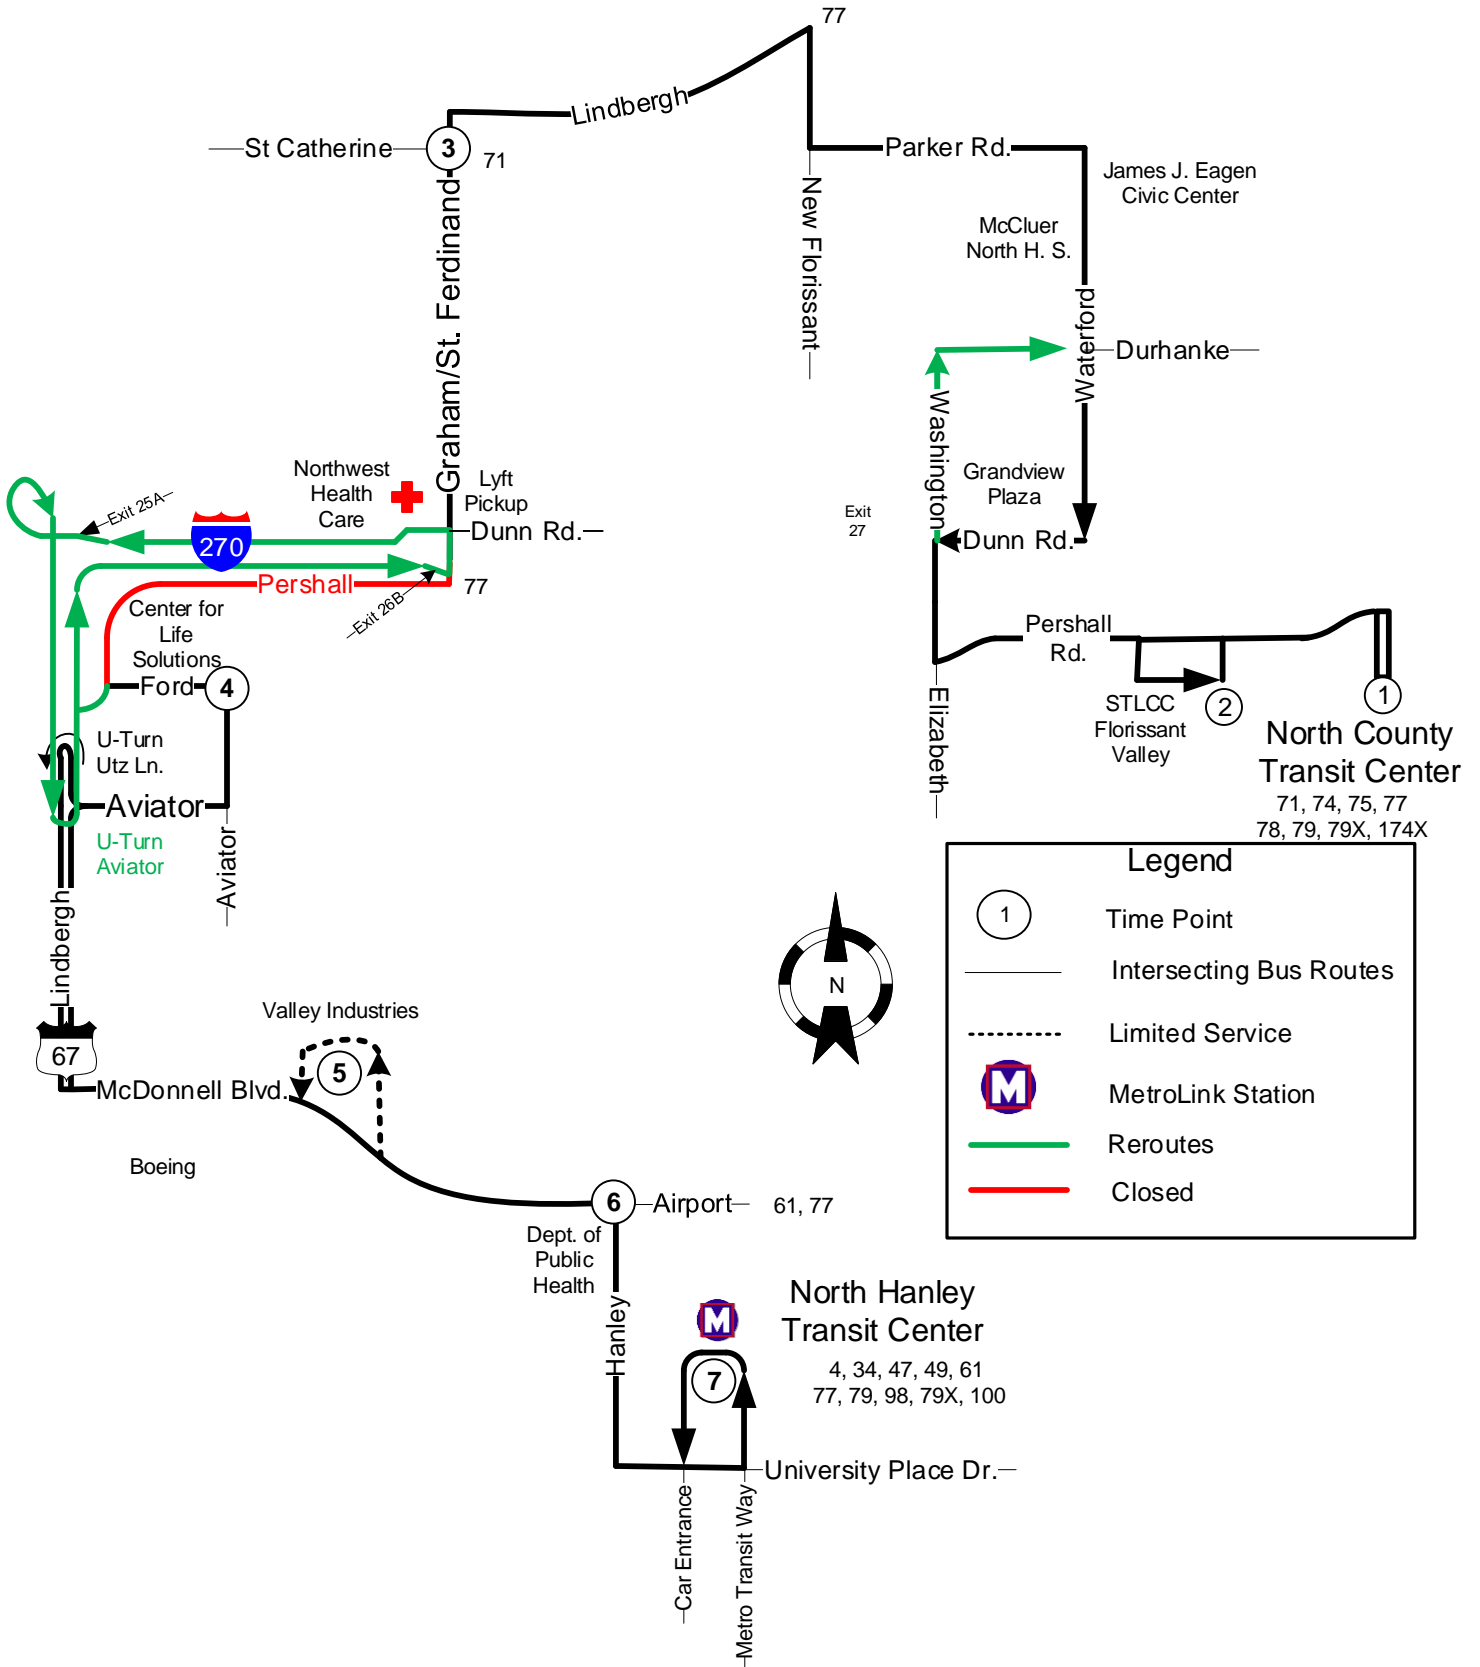 77
Lindbergh
St Catherine
3
71
Parker Rd.
James J. Eagen
Civic Center
McCluer
North H. S.
New Florissant
Graham/St. Ferdinand
Waterford
Durhanke
Washington
Northwest
Health
Care
Lyft
Pickup
Grandview
Plaza
Exit 25A
Exit
27
Dunn Rd.
Dunn Rd.
270
Pershall
77
Exit 26B
Center for
Life
Solutions
Ford
4
Pershall
Rd.
STLCC
Florissant
Valley
2
1
Elizabeth
North County
Transit Center
71, 74, 75, 77
78, 79, 79X, 174X
U-Turn
Utz Ln.
Aviator
U-Turn
Aviator
Aviator
Lindbergh
67
Legend
1
Time Point
Intersecting Bus Routes
Limited Service
M
MetroLink Station
Reroutes
Closed
N
Valley Industries
5
McDonnell Blvd.
Boeing
6
Airport
61, 77
Dept. of
Public
Health
Hanley
M
North Hanley
Transit Center
4, 34, 47, 49, 61
77, 79, 98, 79X, 100
7
University Place Dr.
Car Entrance
Metro Transit Way